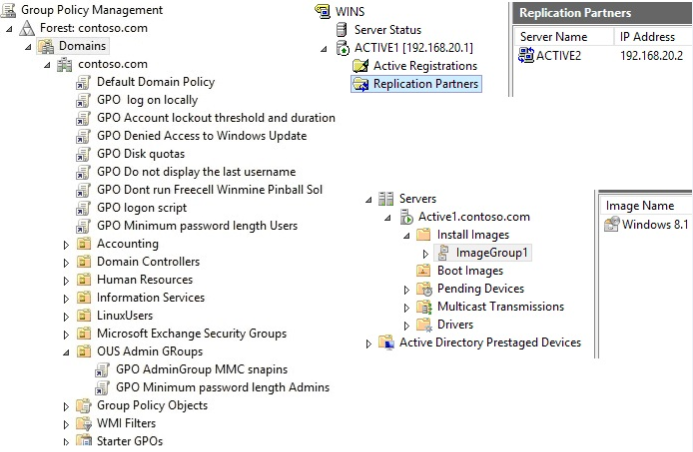 Group Policy Management
Forest: contoso.com
Domains
contoso.com
Default Domain Policy
GPO log on locally
GPO Account lockout threshold and duration
GPO Denied Access to Windows Update
GPO Disk quotas
GPO Do not display the last username
GPO Dont run Freecell Winmine Pinball Sol
GPO logon script
GPO Minimum password length Users
Accounting
Domain Controllers
Human Resources
Information Services
LinuxUsers
Microsoft Exchange Security Groups
OUS Admin GRoups
GPO AdminGroup MMC snapins
GPO Minimum password length Admins
Group Policy Objects
WMI Filters
Starter GPOs
WINS
Server Status
ACTIVE1 [192.168.20.1]
Active Registrations
Replication Partners
Replication Partners
Server Name IP Address
ACTIVE2 192.168.20.2
Servers
Active1.contoso.com
Install Images
ImageGroup1
Boot Images
Pending Devices
Multicast Transmissions
Drivers
Active Directory Prestaged Devices
Image Name
Windows 8.1